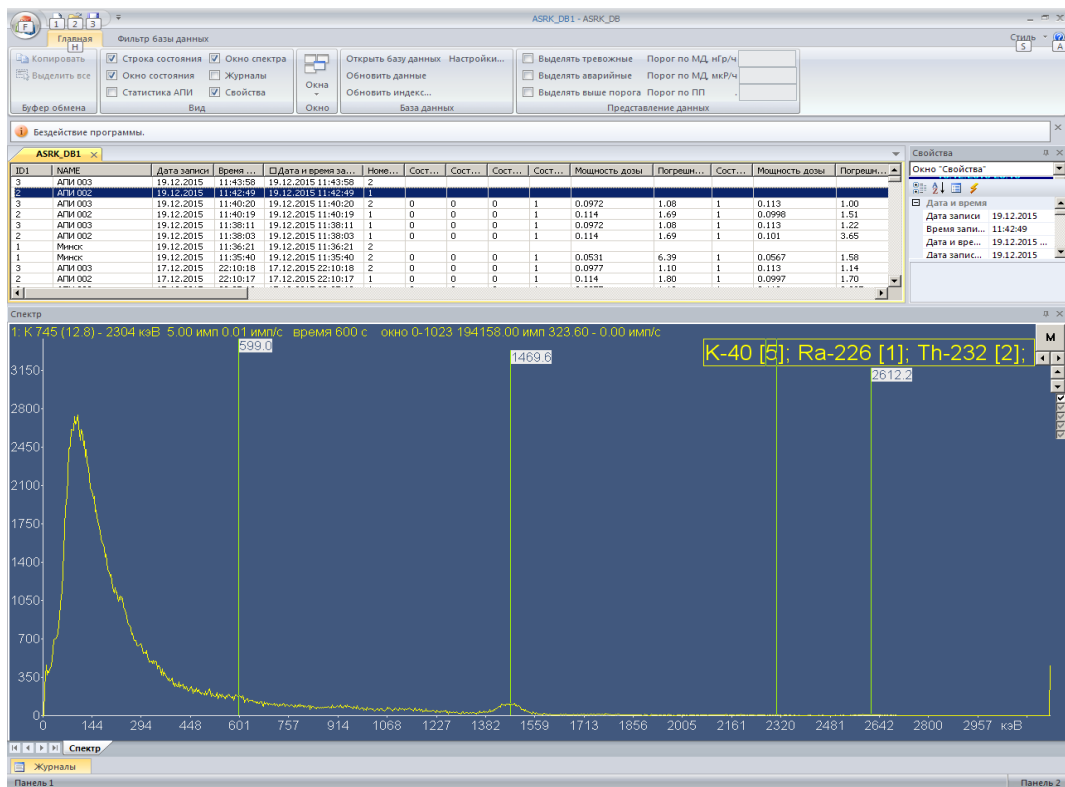 ASRK_DB1 - ASRK_DB
F 1 2 3
Главная Фильтр базы данных Стиль
H S A
Копировать Строка состояния Окно спектра Открыть базу данных Настройки... Выделять тревожные Порог по МД, нГр/ч
Выделить все Окно состояния Журналы Окна Обновить данные Выделять аварийные Порог по МД, мкР/ч
Статистика АПИ Свойства Обновить индекс... Выделять выше порога Порог по ПП
Буфер обмена Вид Окно База данных Представление данных
Бездействие программы.
ASRK_DB1 Свойства
ID1 NAME Дата записи Время ... Дата и время за... Номе... Сост... Сост... Сост... Сост... Мощность дозы Погрешн... Сост... Мощность дозы Погрешн... Окно "Свойства"
3 АПИ 003 19.12.2015 11:43:58 19.12.2015 11:43:58 2
2 АПИ 002 19.12.2015 11:42:49 19.12.2015 11:42:49 1
3 АПИ 003 19.12.2015 11:40:20 19.12.2015 11:40:20 2 0 0 0 1 0.0972 1.08 1 0.113 1.00
2 АПИ 002 19.12.2015 11:40:19 19.12.2015 11:40:19 1 0 0 0 1 0.114 1.69 1 0.0998 1.51
3 АПИ 003 19.12.2015 11:38:11 19.12.2015 11:38:11 1 0 0 0 1 0.0972 1.08 1 0.113 1.22
2 АПИ 002 19.12.2015 11:38:03 19.12.2015 11:38:03 1 0 0 0 1 0.114 1.69 1 0.101 3.65
1 Минск 19.12.2015 11:36:21 19.12.2015 11:36:21 2
1 Минск 19.12.2015 11:35:40 19.12.2015 11:35:40 2 0 0 0 1 0.0531 6.39 1 0.0567 1.58
3 АПИ 003 17.12.2015 22:10:18 17.12.2015 22:10:18 2 0 0 0 1 0.0977 1.10 1 0.113 1.14
2 АПИ 002 17.12.2015 22:10:17 17.12.2015 22:10:17 1 0 0 0 1 0.114 1.80 1 0.0997 1.70
Дата и время
Дата записи 19.12.2015
Время запи... 11:42:49
Дата и вре... 19.12.2015 ...
Дата запис... 19.12.2015
Спектр
1: К 745 (12.8) - 2304 кэВ 5.00 имп 0.01 имп/с время 600 с окно 0-1023 194158.00 имп 323.60 - 0.00 имп/с
M
599.0
1469.6
K-40 [5]; Ra-226 [1]; Th-232 [2];
2612.2
3150
2800
2450
2100
1750
1400
1050
700
350
0
0 144 294 448 601 757 914 1068 1227 1382 1559 1713 1856 2005 2161 2320 2481 2642 2800 2957 кэВ
Спектр
Журналы
Панель 1 Панель 2